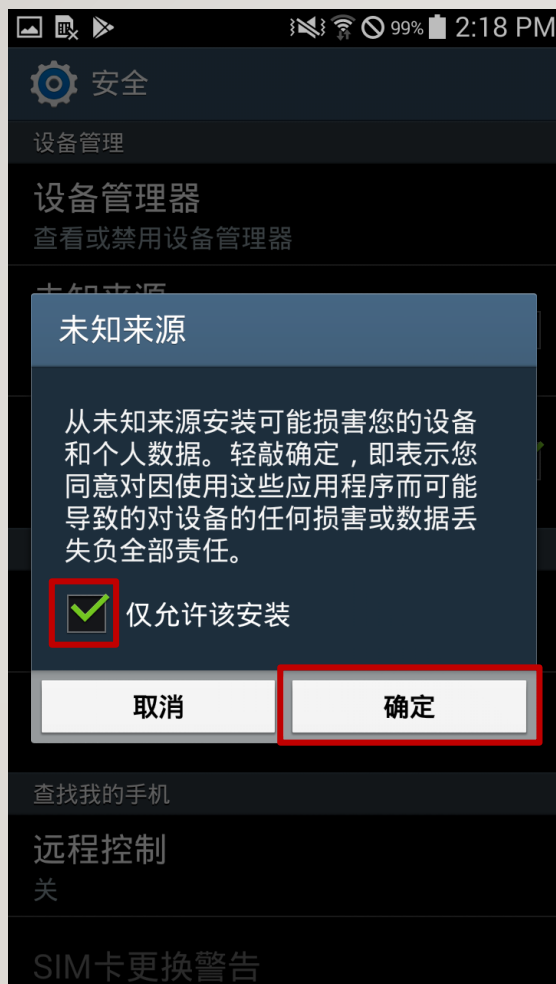 99% 2:18 PM
安全
设备管理
设备管理器
查看或禁用设备管理器
未知来源
未知来源
从未知来源安装可能损害您的设备
和个人数据。轻敲确定，即表示您
同意对因使用这些应用程序而可能
导致的对设备的任何损害或数据丢
失负全部责任。
仅允许该安装
取消 确定
查找我的手机
远程控制
关
SIM卡更换警告